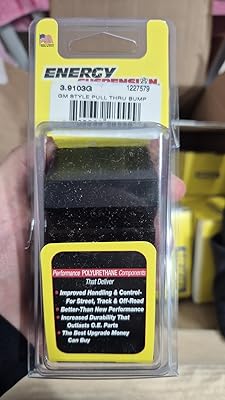 ENERGY
SUSPENSION
3.9103G
1227579
GM STYLE PULL THRU BUMP
Performance POLYURETHANE Components
That Deliver
• Improved Handling & Control-
For Street, Track & Off-Road
• Better-Than New Performance
• Increased Durability That
Outlasts O.E. Parts
• The Best Upgrade Money
Can Buy